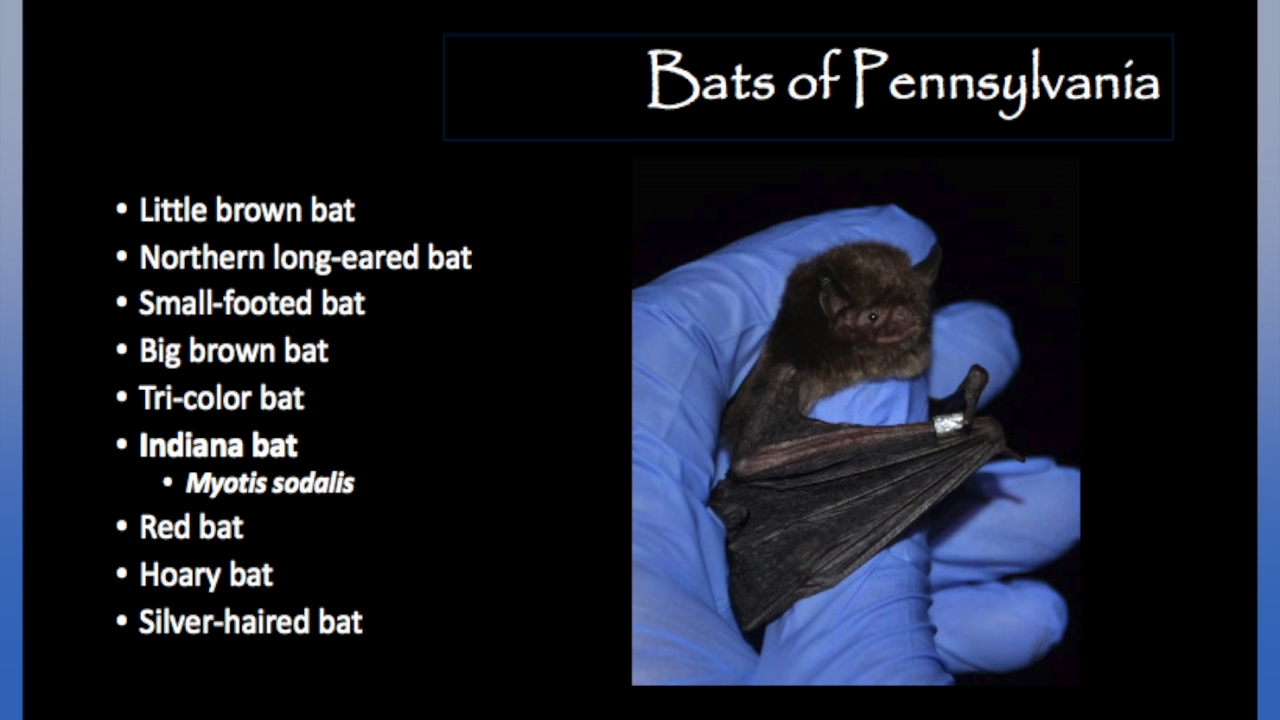 Bats of Pennsylvania
• Little brown bat
• Northern long-eared bat
• Small-footed bat
• Big brown bat
• Tri-color bat
• Indiana bat
• Myotis sodalis
• Red bat
• Hoary bat
• Silver-haired bat